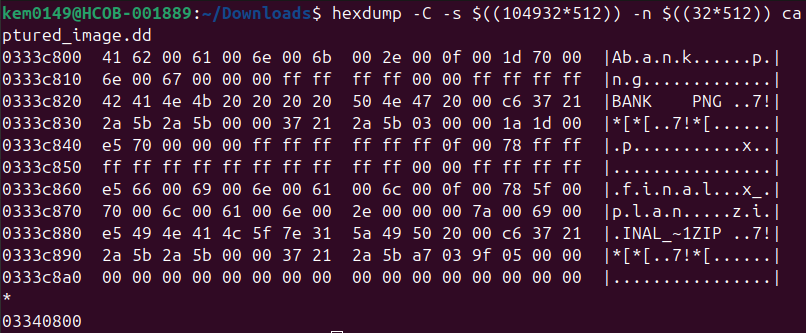 kem0149@HCOB-001889:~/Downloads$ hexdump -C -s $((104932*512)) -n $((32*512)) ca
ptured_image.dd
0333c800  41 62 00 61 00 6e 00 6b  00 2e 00 0f 00 1d 70 00  |Ab.a.n.k......p.|
0333c810  6e 00 67 00 00 00 ff ff  ff ff 00 00 ff ff ff ff  |n.g.............|
0333c820  42 41 4e 4b 20 20 20 20  50 4e 47 20 00 c6 37 21  |BANK    PNG ..7!|
0333c830  2a 5b 2a 5b 00 00 37 21  2a 5b 03 00 00 1a 1d 00  |*[*[..7!*[......|
0333c840  e5 70 00 00 00 ff ff ff  ff ff ff 0f 00 78 ff ff  |.p...........x..|
0333c850  ff ff ff ff ff ff ff ff  ff ff 00 00 ff ff ff ff  |................|
0333c860  e5 66 00 69 00 6e 00 61  00 6c 00 0f 00 78 5f 00  |.f.i.n.a.l...x_.|
0333c870  70 00 6c 00 61 00 6e 00  2e 00 00 00 7a 00 69 00  |p.l.a.n.....z.i.|
0333c880  e5 49 4e 41 4c 5f 7e 31  5a 49 50 20 00 c6 37 21  |.INAL_~1ZIP ..7!|
0333c890  2a 5b 2a 5b 00 00 37 21  2a 5b a7 03 9f 05 00 00  |*[*[..7!*[......|
0333c8a0  00 00 00 00 00 00 00 00  00 00 00 00 00 00 00 00  |................|
*
03340800